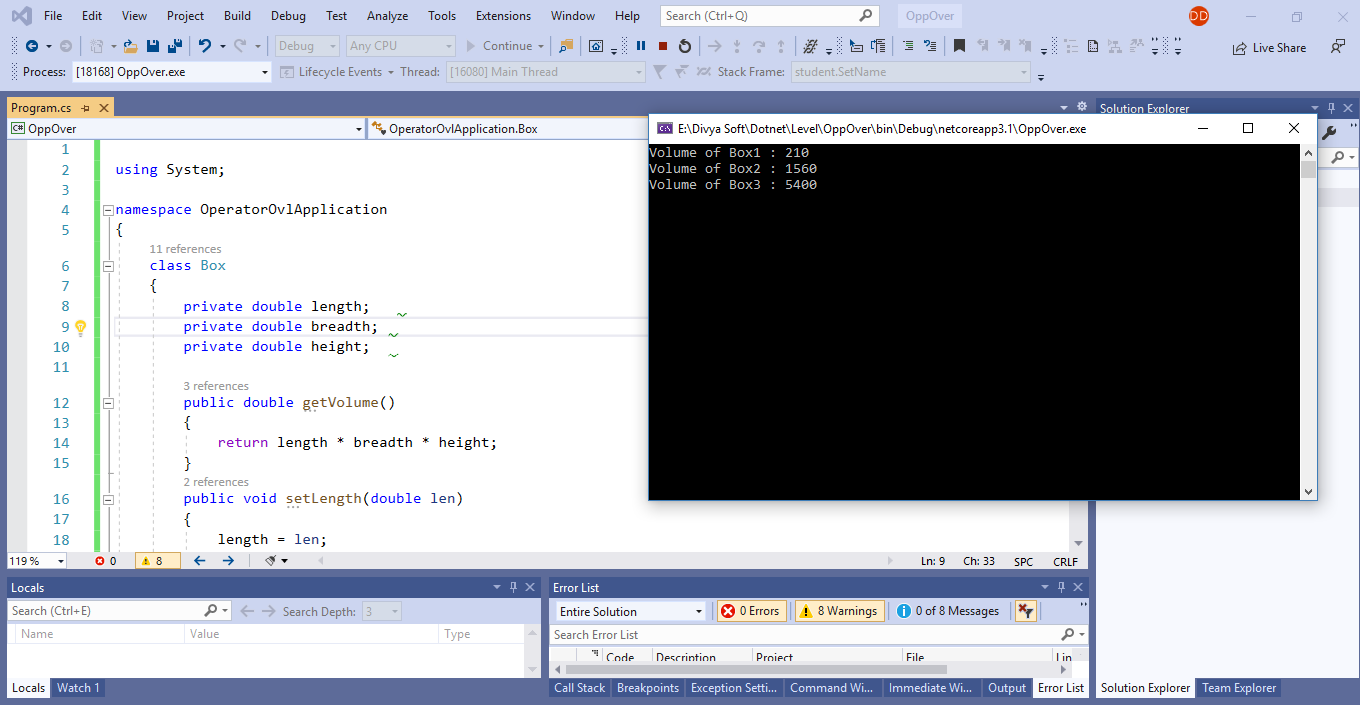 File Edit View Project Build Debug Test Analyze Tools Extensions Window Help Search (Ctrl+Q) OppOver DD
Debug Any CPU Continue Live Share
Process: [18168] OppOver.exe Lifecycle Events Thread: [16080] Main Thread Stack Frame: student.SetName
Program.cs
OppOver OperatorOvlApplication.Box
1
2 using System;
3
4 namespace OperatorOvlApplication
5 {
11 references
6 class Box
7 {
8 private double length;
9 private double breadth;
10 private double height;
11
3 references
12 public double getVolume()
13 {
14 return length * breadth * height;
15 }
2 references
16 public void setLength(double len)
17 {
18 length = len;
119 % 0 8 Ln: 9 Ch: 33 SPC CRLF
E:\Divya Soft\Dotnet\Level\OppOver\bin\Debug\netcoreapp3.1\OppOver.exe
Volume of Box1 : 210
Volume of Box2 : 1560
Volume of Box3 : 5400
Solution Explorer
Locals
Search (Ctrl+E) Search Depth: 3
Name Value Type
Locals Watch 1
Error List
Entire Solution 0 Errors 8 Warnings 0 of 8 Messages
Search Error List
Code Description Project File Lin
Call Stack Breakpoints Exception Setti... Command Wi... Immediate Wi... Output Error List
Solution Explorer Team Explorer